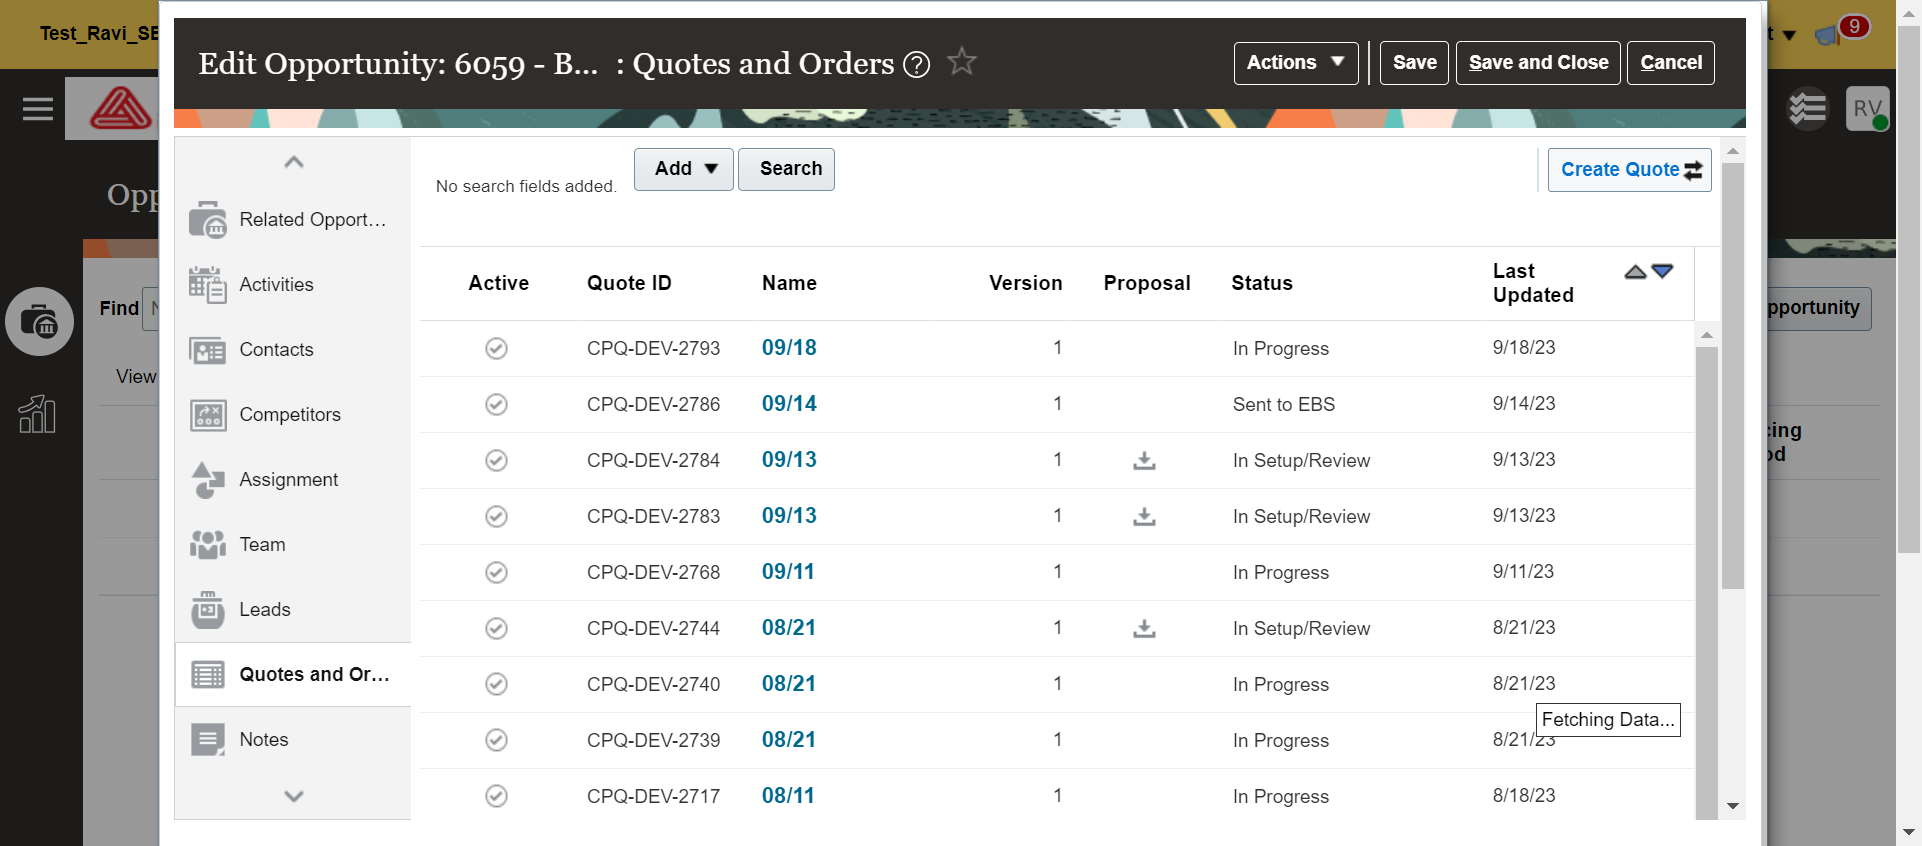 Test_Ravi_SE
9
Edit Opportunity: 6059 - B... : Quotes and Orders
Actions
Save
Save and Close
Cancel
RV
Related Opport...
Activities
Contacts
Competitors
Assignment
Team
Leads
Quotes and Or...
Notes
Find
View
No search fields added.
Add
Search
Create Quote
Active Quote ID Name Version Proposal Status Last Updated
CPQ-DEV-2793 09/18 1 In Progress 9/18/23
CPQ-DEV-2786 09/14 1 Sent to EBS 9/14/23
CPQ-DEV-2784 09/13 1 In Setup/Review 9/13/23
CPQ-DEV-2783 09/13 1 In Setup/Review 9/13/23
CPQ-DEV-2768 09/11 1 In Progress 9/11/23
CPQ-DEV-2744 08/21 1 In Setup/Review 8/21/23
CPQ-DEV-2740 08/21 1 In Progress 8/21/23
Fetching Data...
CPQ-DEV-2739 08/21 1 In Progress 8/21/23
CPQ-DEV-2717 08/11 1 In Progress 8/18/23